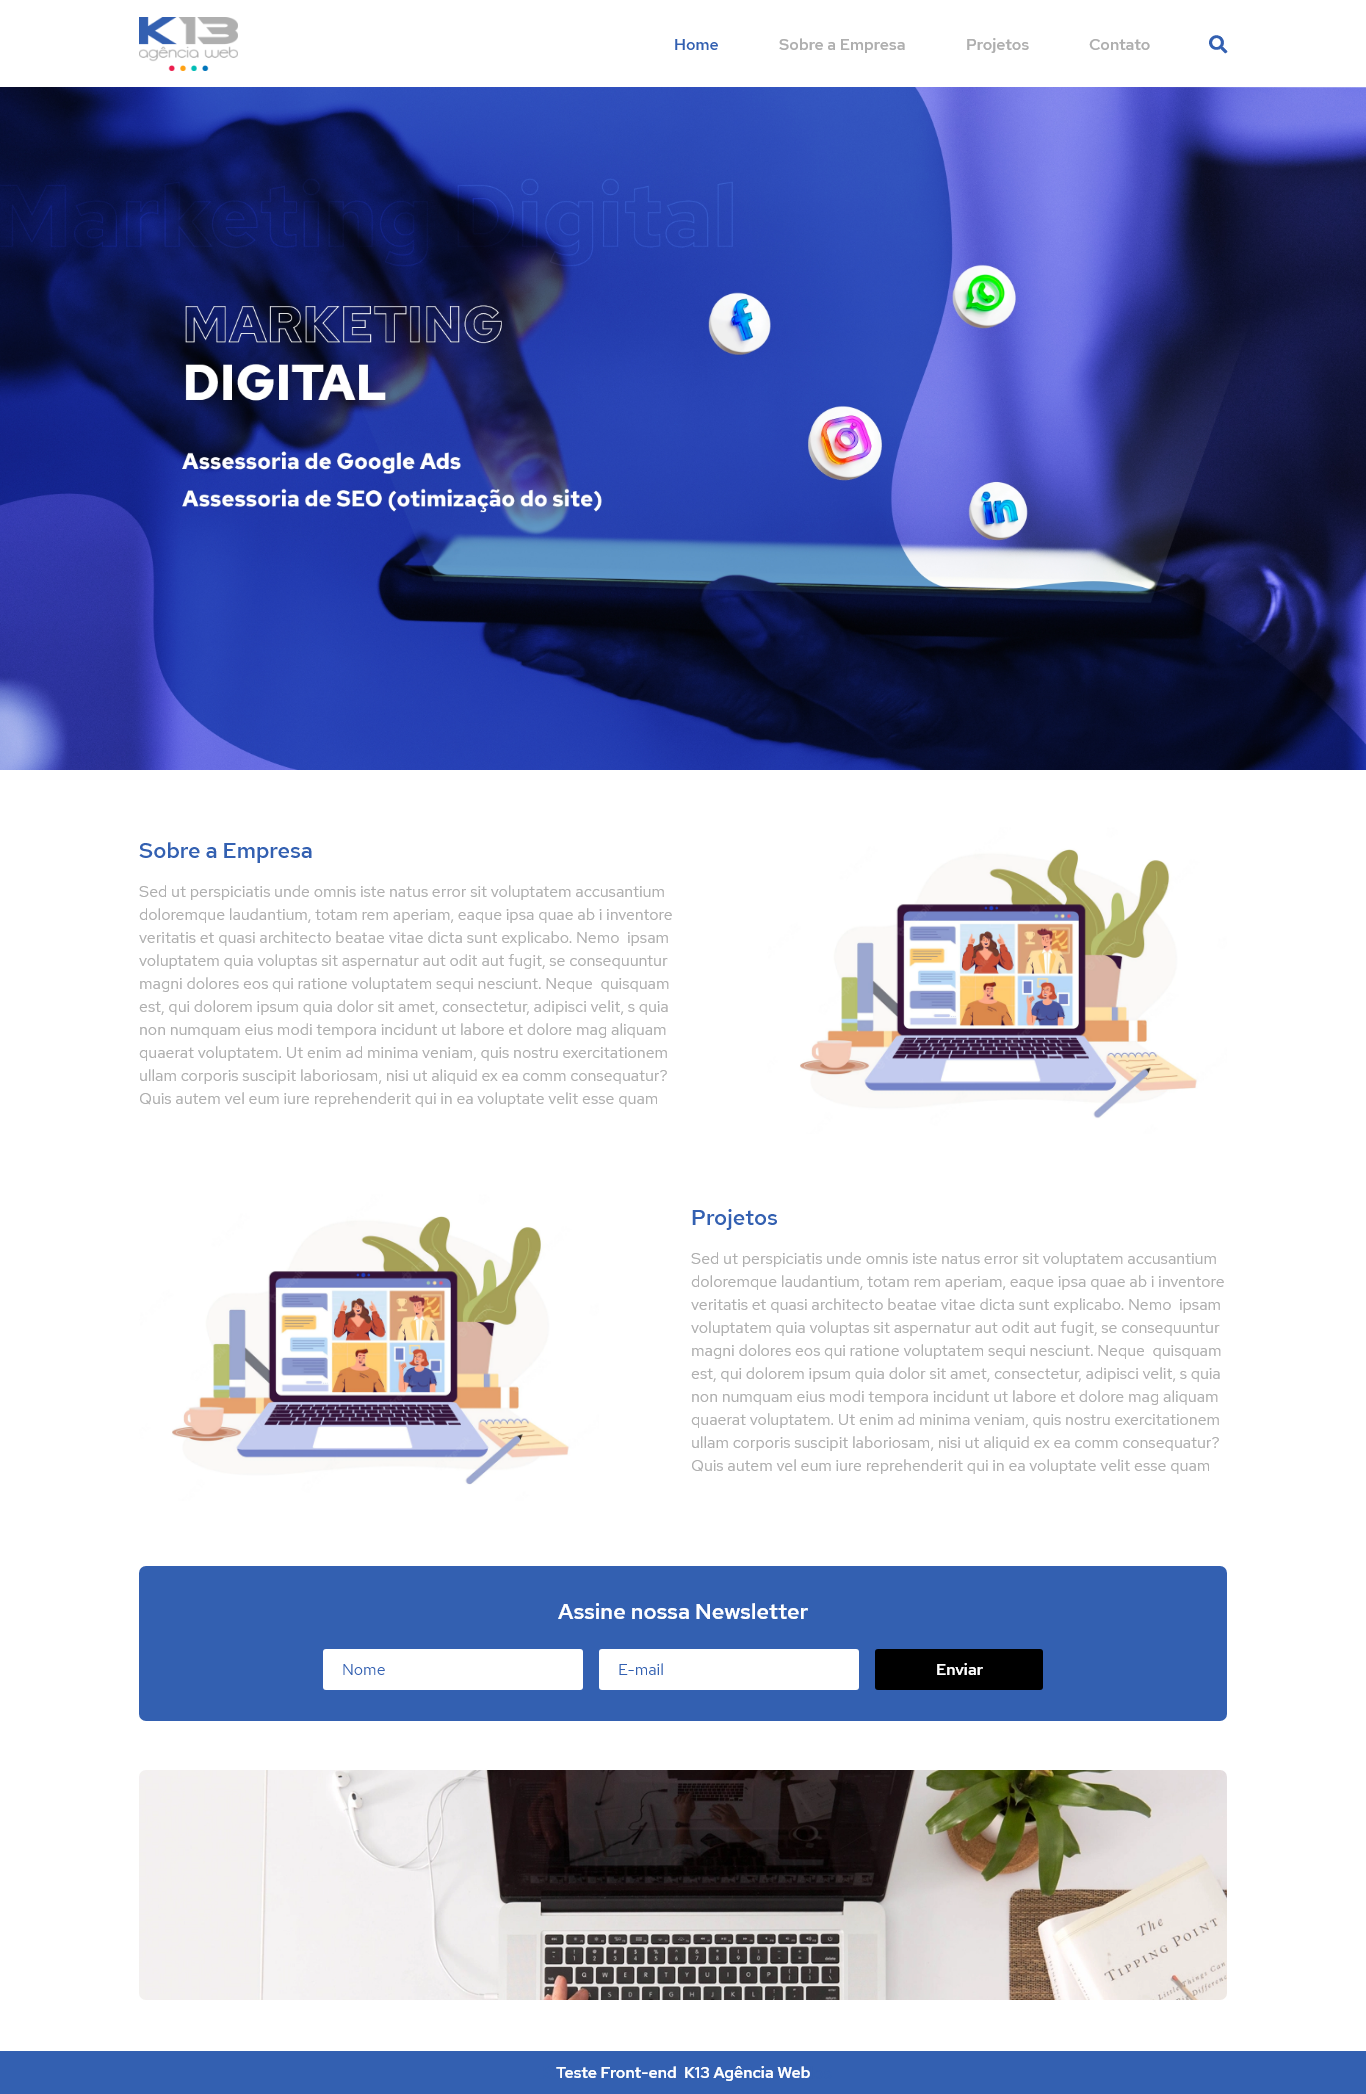 K13
agência web
Home
Sobre a Empresa
Projetos
Contato
Marketing Digital
MARKETING
DIGITAL
Assessoria de Google Ads
Assessoria de SEO (otimização do site)
f
in
Sobre a Empresa
Sed ut perspiciatis unde omnis iste natus error sit voluptatem accusantium
doloremque laudantium, totam rem aperiam, eaque ipsa quae ab i inventore
veritatis et quasi architecto beatae vitae dicta sunt explicabo. Nemo  ipsam
voluptatem quia voluptas sit aspernatur aut odit aut fugit, se consequuntur
magni dolores eos qui ratione voluptatem sequi nesciunt. Neque  quisquam
est, qui dolorem ipsum quia dolor sit amet, consectetur, adipisci velit, s quia
non numquam eius modi tempora incidunt ut labore et dolore mag aliquam
quaerat voluptatem. Ut enim ad minima veniam, quis nostru exercitationem
ullam corporis suscipit laboriosam, nisi ut aliquid ex ea comm consequatur?
Quis autem vel eum iure reprehenderit qui in ea voluptate velit esse quam
Projetos
Sed ut perspiciatis unde omnis iste natus error sit voluptatem accusantium
doloremque laudantium, totam rem aperiam, eaque ipsa quae ab i inventore
veritatis et quasi architecto beatae vitae dicta sunt explicabo. Nemo  ipsam
voluptatem quia voluptas sit aspernatur aut odit aut fugit, se consequuntur
magni dolores eos qui ratione voluptatem sequi nesciunt. Neque  quisquam
est, qui dolorem ipsum quia dolor sit amet, consectetur, adipisci velit, s quia
non numquam eius modi tempora incidunt ut labore et dolore mag aliquam
quaerat voluptatem. Ut enim ad minima veniam, quis nostru exercitationem
ullam corporis suscipit laboriosam, nisi ut aliquid ex ea comm consequatur?
Quis autem vel eum iure reprehenderit qui in ea voluptate velit esse quam
Assine nossa Newsletter
Nome
E-mail
Enviar
The
TIPPING POINT
Little Things Can
Teste Front-end  K13 Agência Web